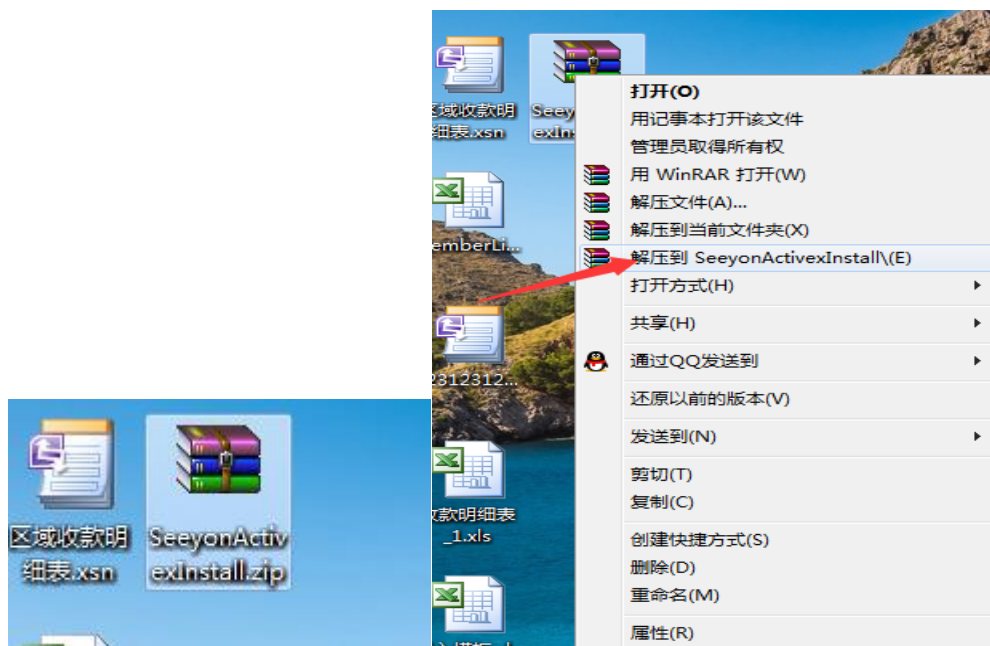 区域收款明
细表.xsn
SeeyonActiv
exInstall.zip
区域收款明
细表.xsn
Seey
exIn
emberLi...
2312312...
款明细表
_1.xls
打开(O)
用记事本打开该文件
管理员取得所有权
用 WinRAR 打开(W)
解压文件(A)...
解压到当前文件夹(X)
解压到 SeeyonActivexInstall\(E)
打开方式(H)
共享(H)
通过QQ发送到
还原以前的版本(V)
发送到(N)
剪切(T)
复制(C)
创建快捷方式(S)
删除(D)
重命名(M)
属性(R)